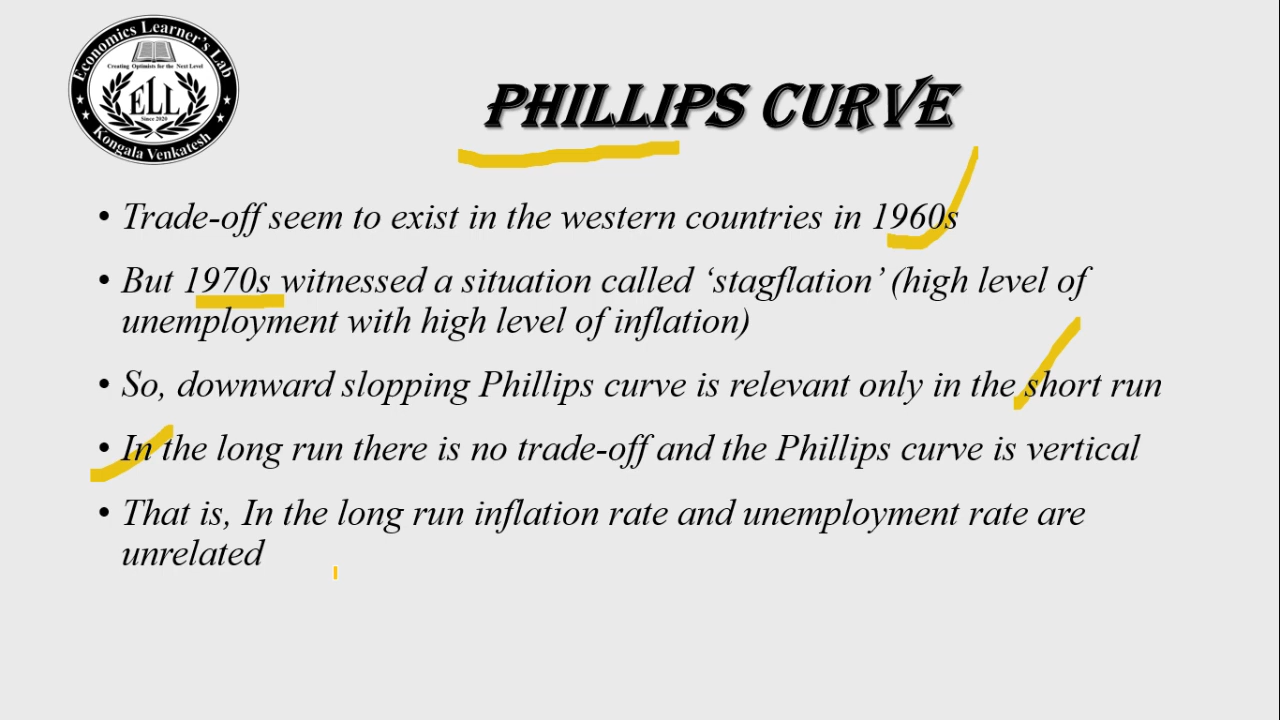 Economics Learner's Lab
Creating Optimists for the Next Level
ELL
Since 2020
Kongala Venkatesh
PHILLIPS CURVE
• Trade-off seem to exist in the western countries in 1960s
• But 1970s witnessed a situation called ‘stagflation’ (high level of
unemployment with high level of inflation)
• So, downward slopping Phillips curve is relevant only in the short run
• In the long run there is no trade-off and the Phillips curve is vertical
• That is, In the long run inflation rate and unemployment rate are
unrelated